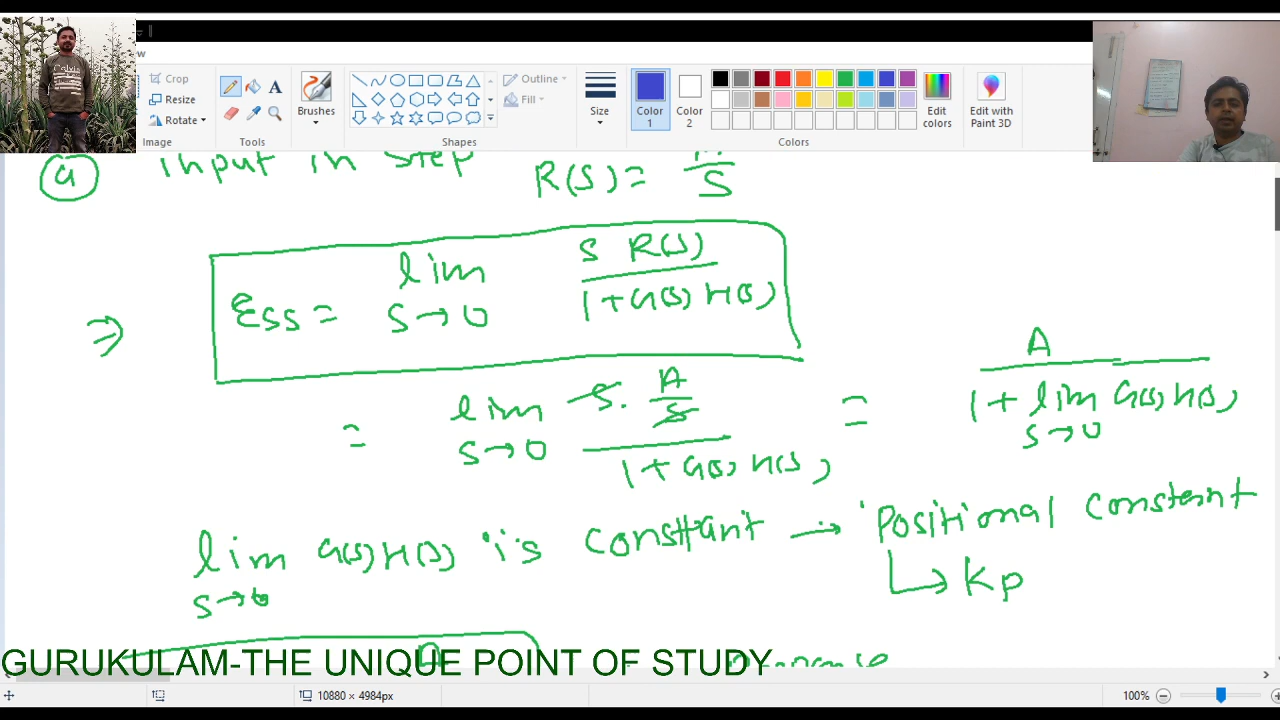 Crop
Resize
Rotate
Image
Tools
Brushes
Shapes
Outline
Fill
Size
Color 1
Color 2
Colors
Edit colors
Edit with Paint 3D
a input in step R(S) = /S
ESS = lim S→0 S R(S) / 1+G(S) H(S)
= lim S→0 S. A/S / 1+G(S) H(S) = A / 1+ lim S→0 G(S) H(S)
lim S→0 G(S) H(S) is constant → Positional constant
→ Kp
GURUKULAM-THE UNIQUE POINT OF STUDY
10880 × 4984px
100%